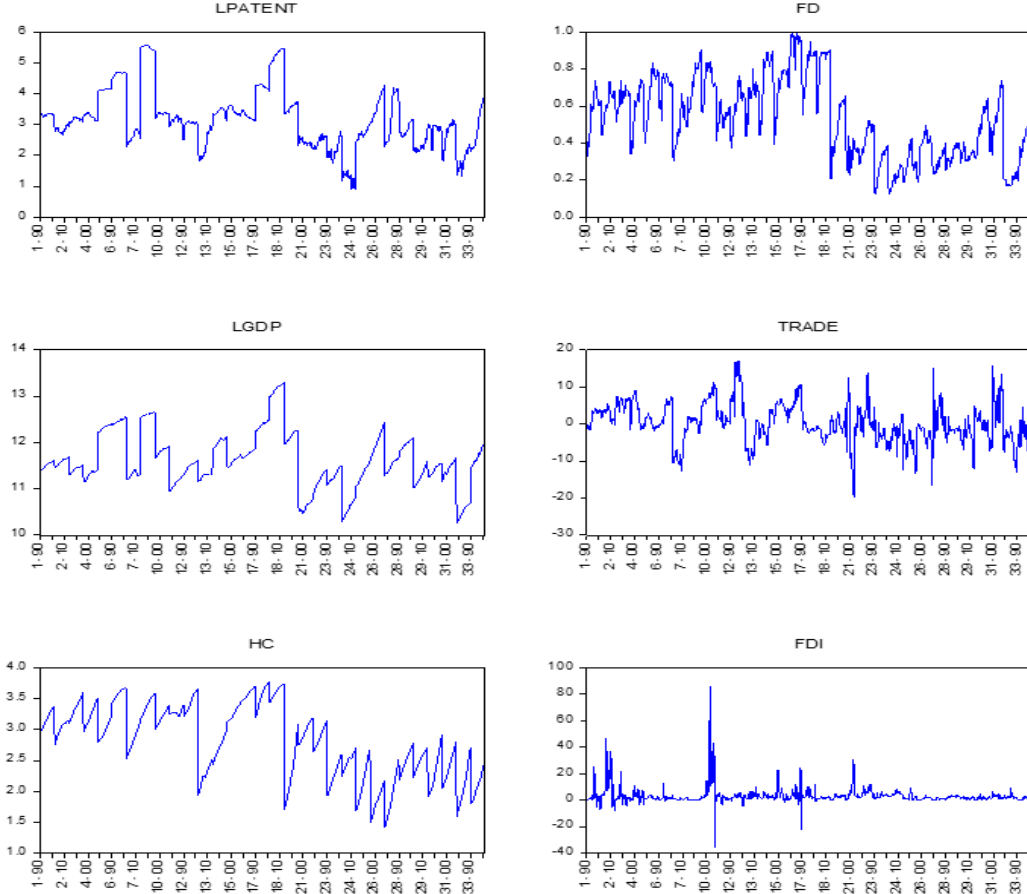 LPATENT
6
5
4
3
2
1
0
1 - 90
2 - 10
4 - 00
6 - 90
7 - 10
10 - 00
12 - 90
13 - 10
15 - 00
17 - 90
18 - 10
21 - 00
23 - 90
24 - 10
26 - 00
28 - 90
29 - 10
31 - 00
33 - 90
FD
1.0
0.8
0.6
0.4
0.2
0.0
1 - 90
2 - 10
4 - 00
6 - 90
7 - 10
10 - 00
12 - 90
13 - 10
15 - 00
17 - 90
18 - 10
21 - 00
23 - 90
24 - 10
26 - 00
28 - 90
29 - 10
31 - 00
33 - 90
LGDP
14
13
12
11
10
1 - 90
2 - 10
4 - 00
6 - 90
7 - 10
10 - 00
12 - 90
13 - 10
15 - 00
17 - 90
18 - 10
21 - 00
23 - 90
24 - 10
26 - 00
28 - 90
29 - 10
31 - 00
33 - 90
TRADE
20
10
0
-10
-20
-30
1 - 90
2 - 10
4 - 00
6 - 90
7 - 10
10 - 00
12 - 90
13 - 10
15 - 00
17 - 90
18 - 10
21 - 00
23 - 90
24 - 10
26 - 00
28 - 90
29 - 10
31 - 00
33 - 90
HC
4.0
3.5
3.0
2.5
2.0
1.5
1.0
1 - 90
2 - 10
4 - 00
6 - 90
7 - 10
10 - 00
12 - 90
13 - 10
15 - 00
17 - 90
18 - 10
21 - 00
23 - 90
24 - 10
26 - 00
28 - 90
29 - 10
31 - 00
33 - 90
FDI
100
80
60
40
20
0
-20
-40
1 - 90
2 - 10
4 - 00
6 - 90
7 - 10
10 - 00
12 - 90
13 - 10
15 - 00
17 - 90
18 - 10
21 - 00
23 - 90
24 - 10
26 - 00
28 - 90
29 - 10
31 - 00
33 - 90